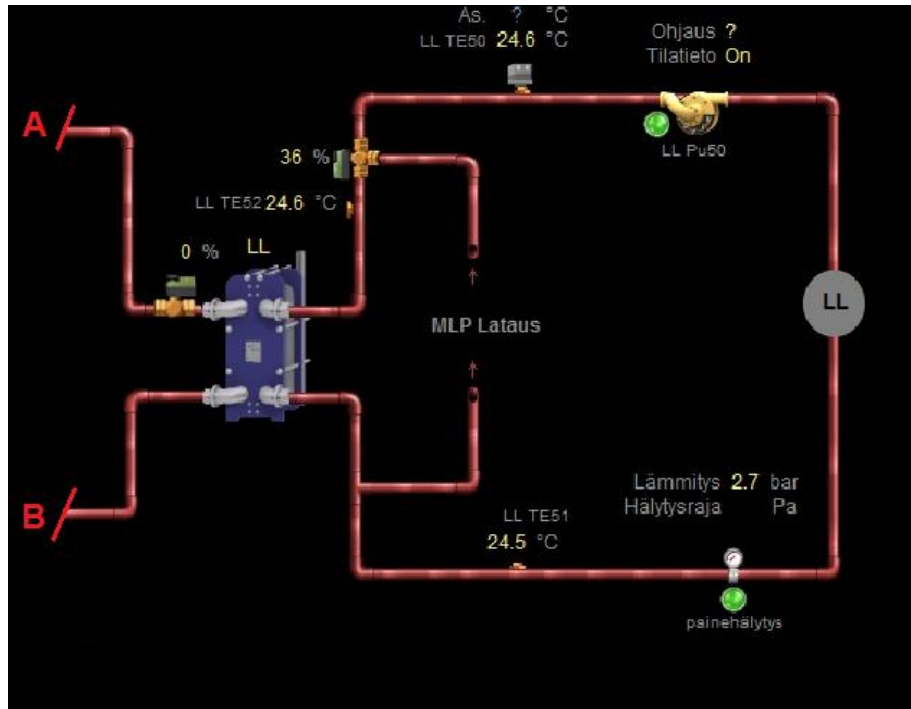 As. ? °C
LL TE50 24.6 °C
Ohjaus ?
Tilatieto On
A
LL Pu50
36 %
LL TE52 24.6 °C
0 % LL
LL
MLP Lataus
B
Lämmitys 2.7 bar
Hälytysraja Pa
LL TE51
24.5 °C
painehälytys